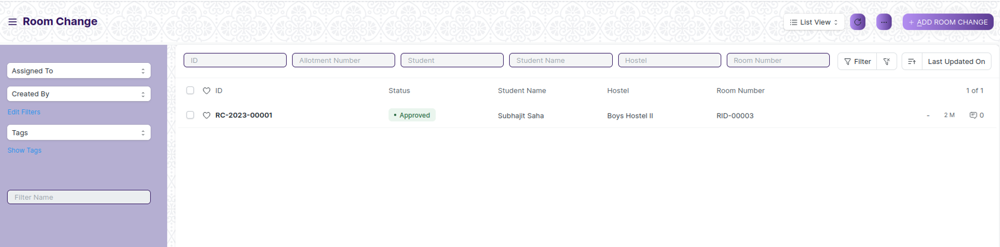 Room Change
List View
...
+ ADD ROOM CHANGE
Assigned To
Created By
Edit Filters
Tags
Show Tags
Filter Name
ID
Allotment Number
Student
Student Name
Hostel
Room Number
Filter
Last Updated On
ID Status Student Name Hostel Room Number 1 of 1
RC-2023-00001 • Approved Subhajit Saha Boys Hostel II RID-00003 - 2 M 0